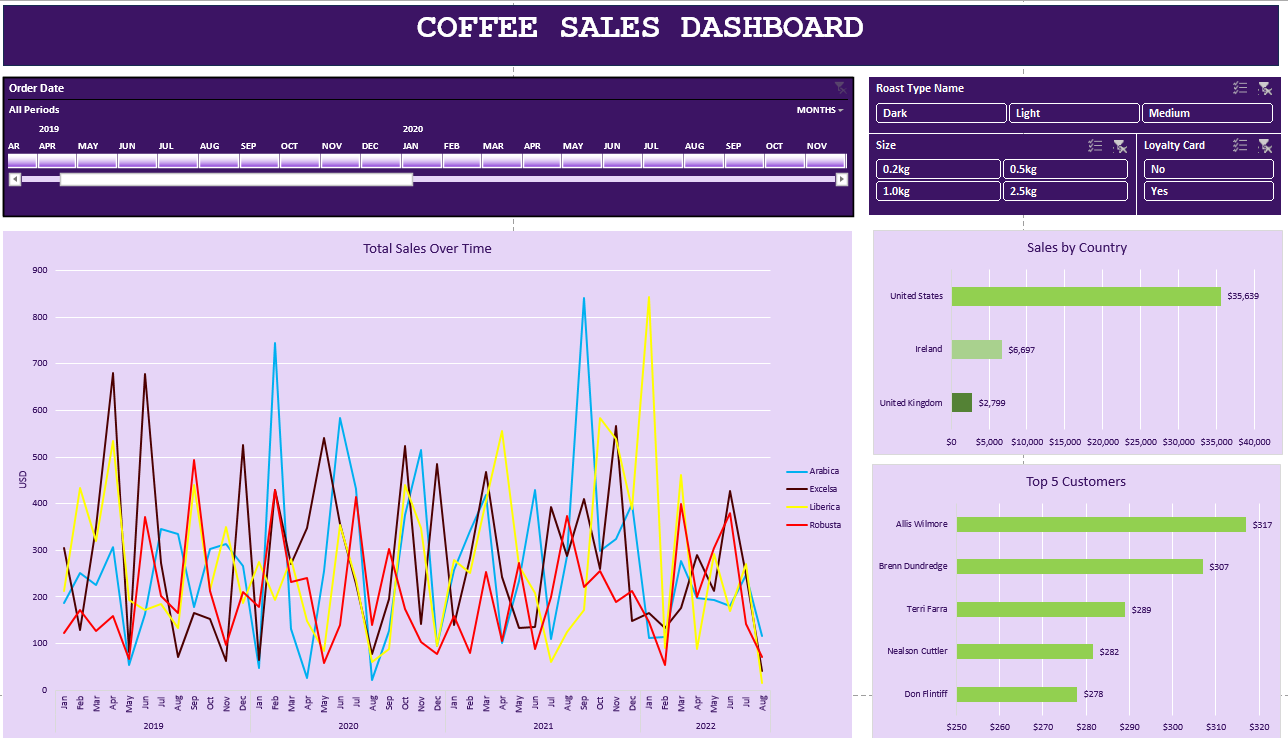 COFFEE SALES DASHBOARD
Order Date
All Periods MONTHS
2019 2020
AR APR MAY JUN JUL AUG SEP OCT NOV DEC JAN FEB MAR APR MAY JUN JUL AUG SEP OCT NOV
Roast Type Name
Dark Light Medium
Size
0.2kg 0.5kg
1.0kg 2.5kg
Loyalty Card
No
Yes
Total Sales Over Time
900
800
700
600
500
400
300
200
100
0
USD
Jan Feb Mar Apr May Jun Jul Aug Sep Oct Nov Dec Jan Feb Mar Apr May Jun Jul Aug Sep Oct Nov Dec Jan Feb Mar Apr May Jun Jul Aug Sep Oct Nov Dec Jan Feb Mar Apr May Jun Jul Aug
2019 2020 2021 2022
Arabica
Excelsa
Liberica
Robusta
Sales by Country
United States $35,639
Ireland $6,697
United Kingdom $2,799
$0 $5,000 $10,000 $15,000 $20,000 $25,000 $30,000 $35,000 $40,000
Top 5 Customers
Allis Wilmore $317
Brenn Dundredge $307
Terri Farra $289
Nealson Cuttler $282
Don Flintiff $278
$250 $260 $270 $280 $290 $300 $310 $320